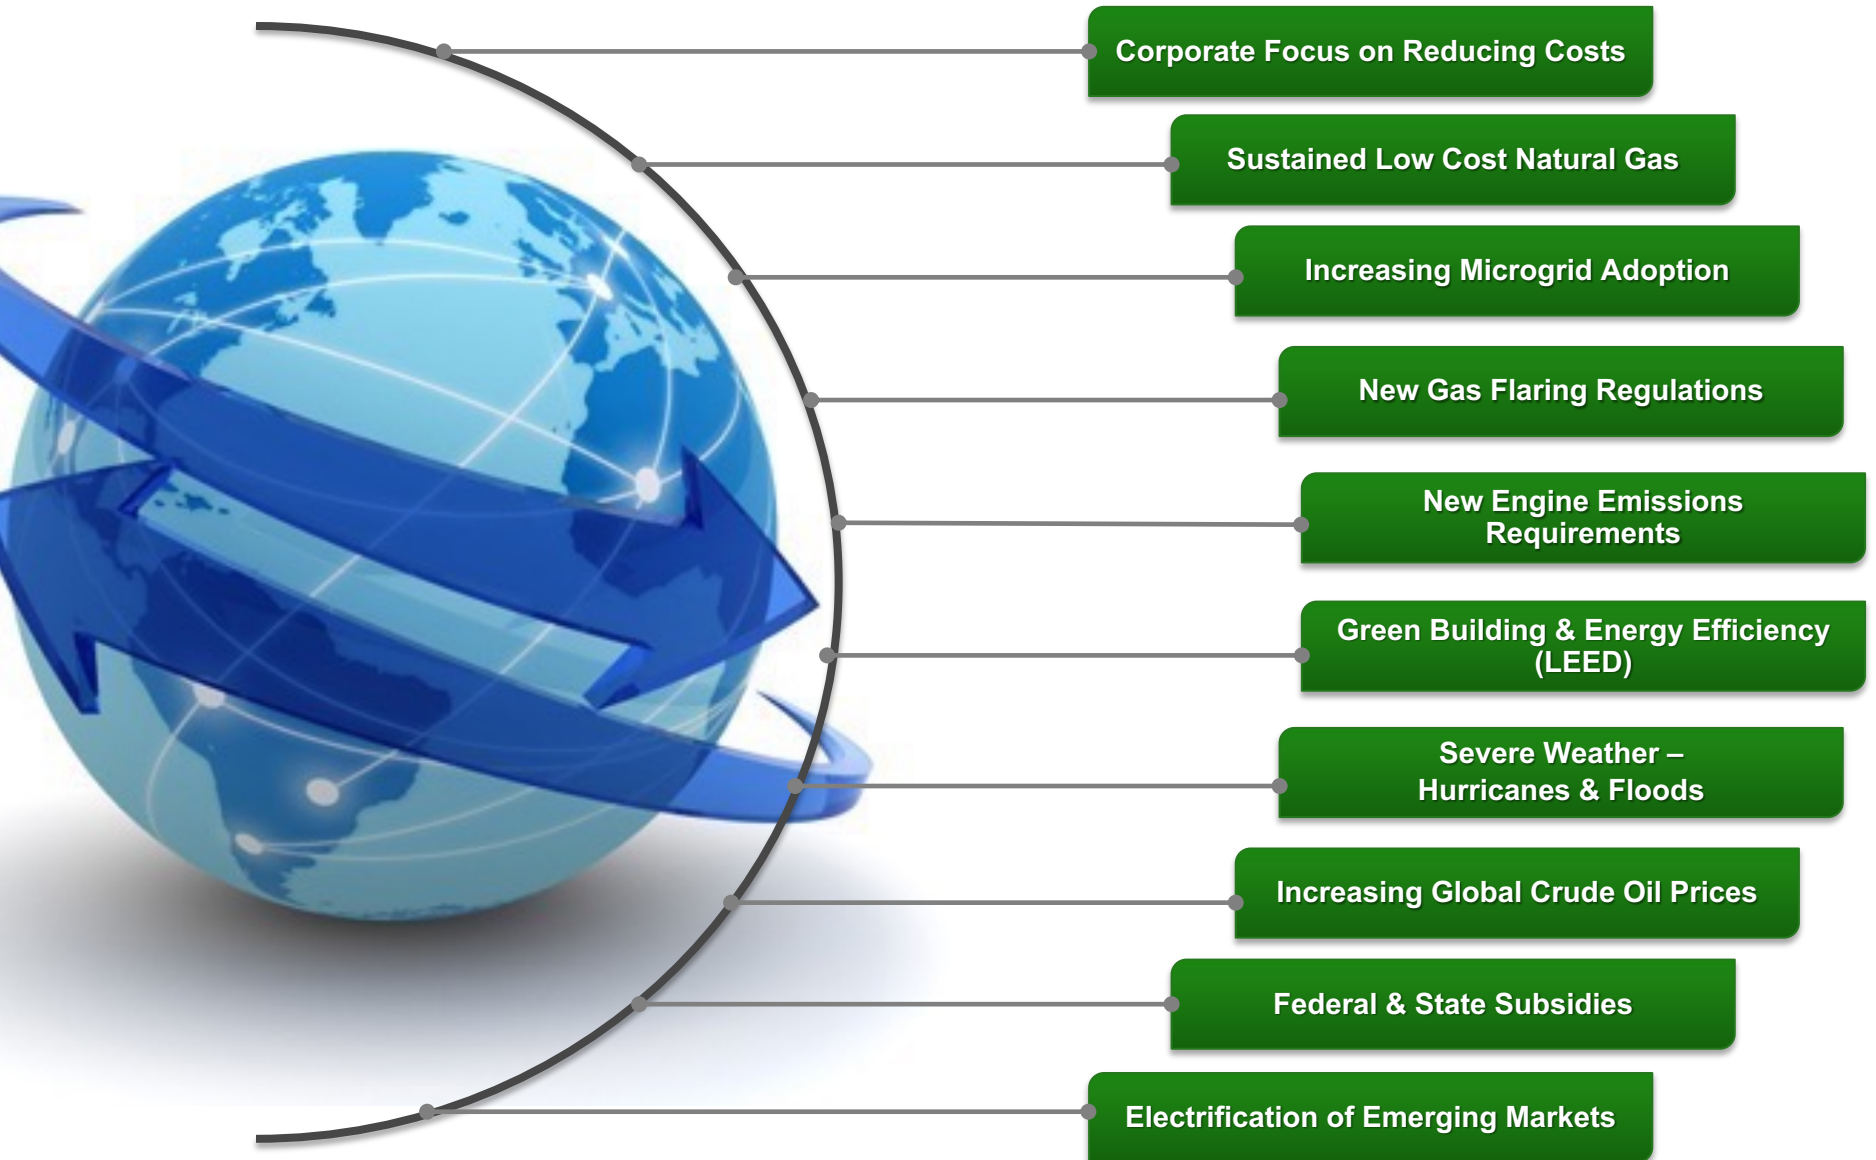 Corporate Focus on Reducing Costs
Sustained Low Cost Natural Gas
Increasing Microgrid Adoption
New Gas Flaring Regulations
New Engine Emissions
Requirements
Green Building & Energy Efficiency
(LEED)
Severe Weather –
Hurricanes & Floods
Increasing Global Crude Oil Prices
Federal & State Subsidies
Electrification of Emerging Markets